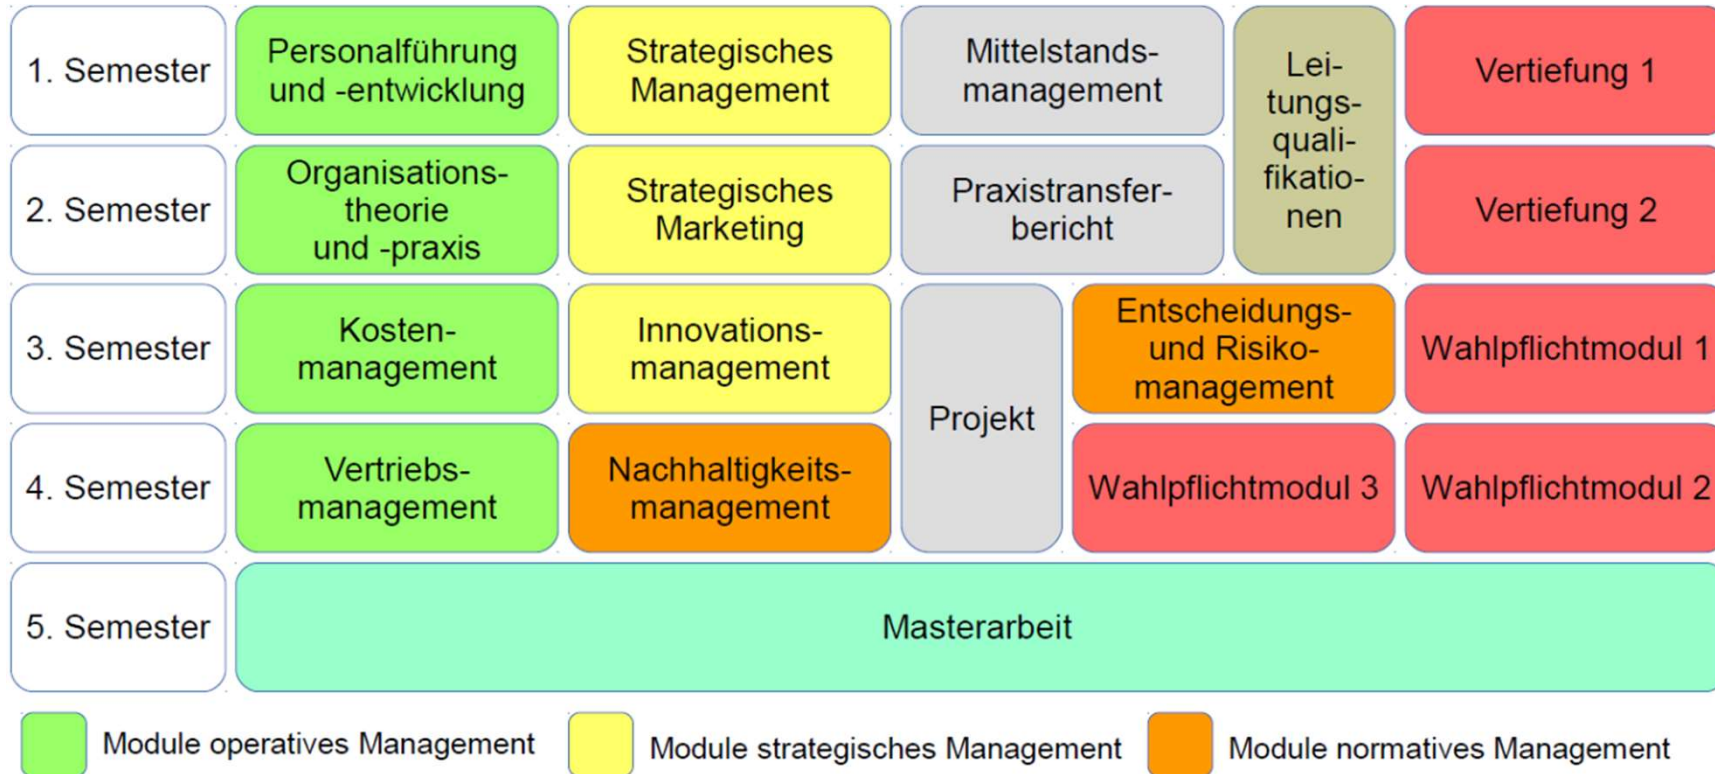 1. Semester
Personalführung
und -entwicklung
Strategisches
Management
Mittelstands-
management
Lei-
tungs-
quali-
fikatio-
nen
Vertiefung 1
2. Semester
Organisations-
theorie
und -praxis
Strategisches
Marketing
Praxistransfer-
bericht
Vertiefung 2
3. Semester
Kosten-
management
Innovations-
management
Projekt
Entscheidungs-
und Risiko-
management
Wahlpflichtmodul 1
4. Semester
Vertriebs-
management
Nachhaltigkeits-
management
Wahlpflichtmodul 3
Wahlpflichtmodul 2
5. Semester
Masterarbeit
Module operatives Management
Module strategisches Management
Module normatives Management